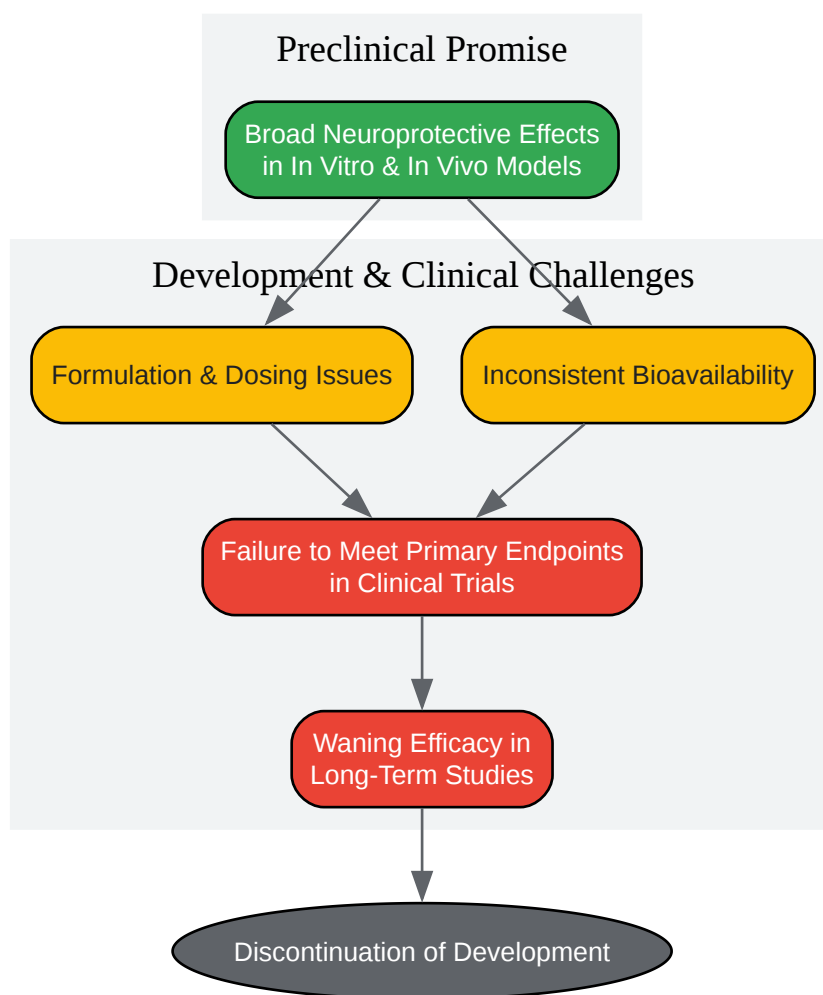 Preclinical Promise
Broad Neuroprotective Effects
in In Vitro & In Vivo Models
Development & Clinical Challenges
Formulation & Dosing Issues
Inconsistent Bioavailability
Failure to Meet Primary Endpoints
in Clinical Trials
Waning Efficacy in
Long-Term Studies
Discontinuation of Development